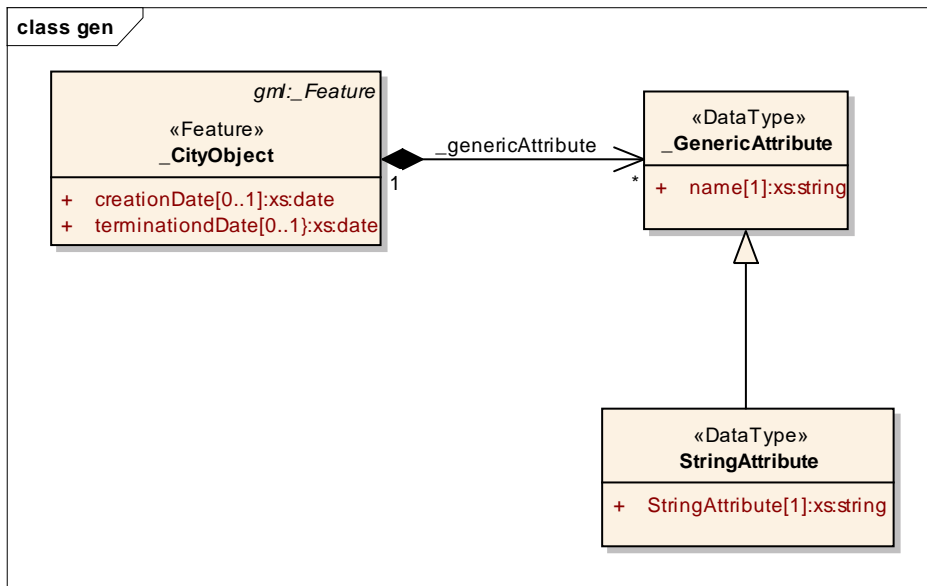 class gen
gml:_Feature
«Feature»
_CityObject
+ creationDate[0..1]:xs:date
+ terminationdDate[0..1}:xs:date
_genericAttribute
1
*
«DataType»
_GenericAttribute
+ name[1]:xs:string
«DataType»
StringAttribute
+ StringAttribute[1]:xs:string